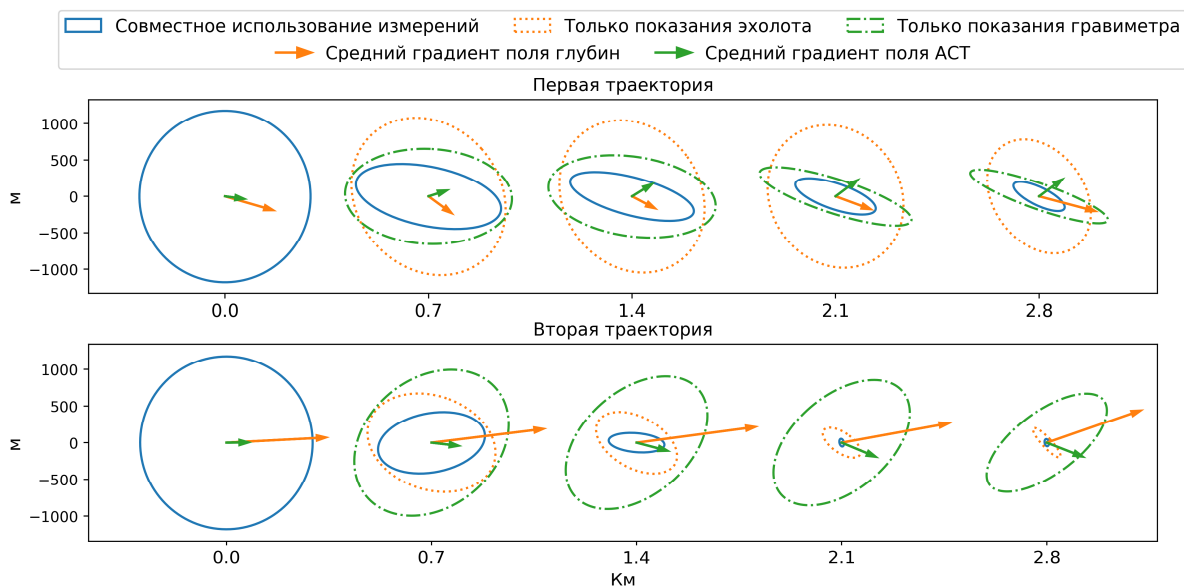 Совместное использование измерений Только показания эхолота Только показания гравиметра
Средний градиент поля глубин Средний градиент поля АСТ
Первая траектория
1000
500
0
−500
−1000
м
0.0 0.7 1.4 2.1 2.8
Вторая траектория
1000
500
0
−500
−1000
м
0.0 0.7 1.4 2.1 2.8
Км